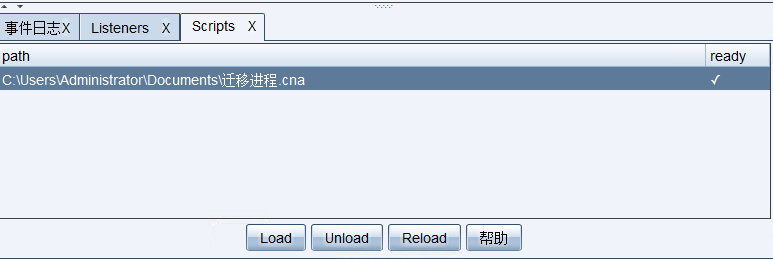 事件日志X Listeners X Scripts X
path ready
C:\Users\Administrator\Documents\迁移进程.cna ✓
Load Unload Reload 帮助